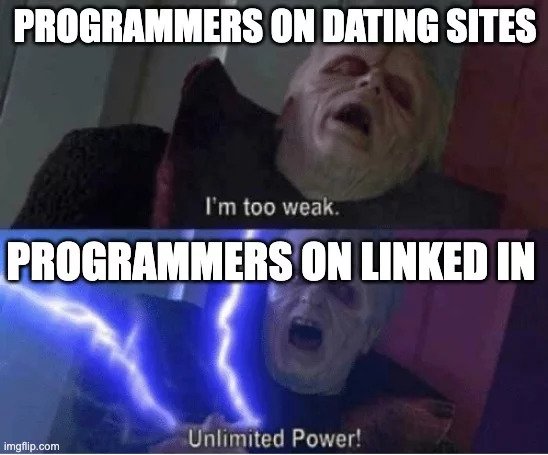 PROGRAMMERS ON DATING SITES
I'm too weak.
PROGRAMMERS ON LINKED IN
Unlimited Power!
imgflip.com